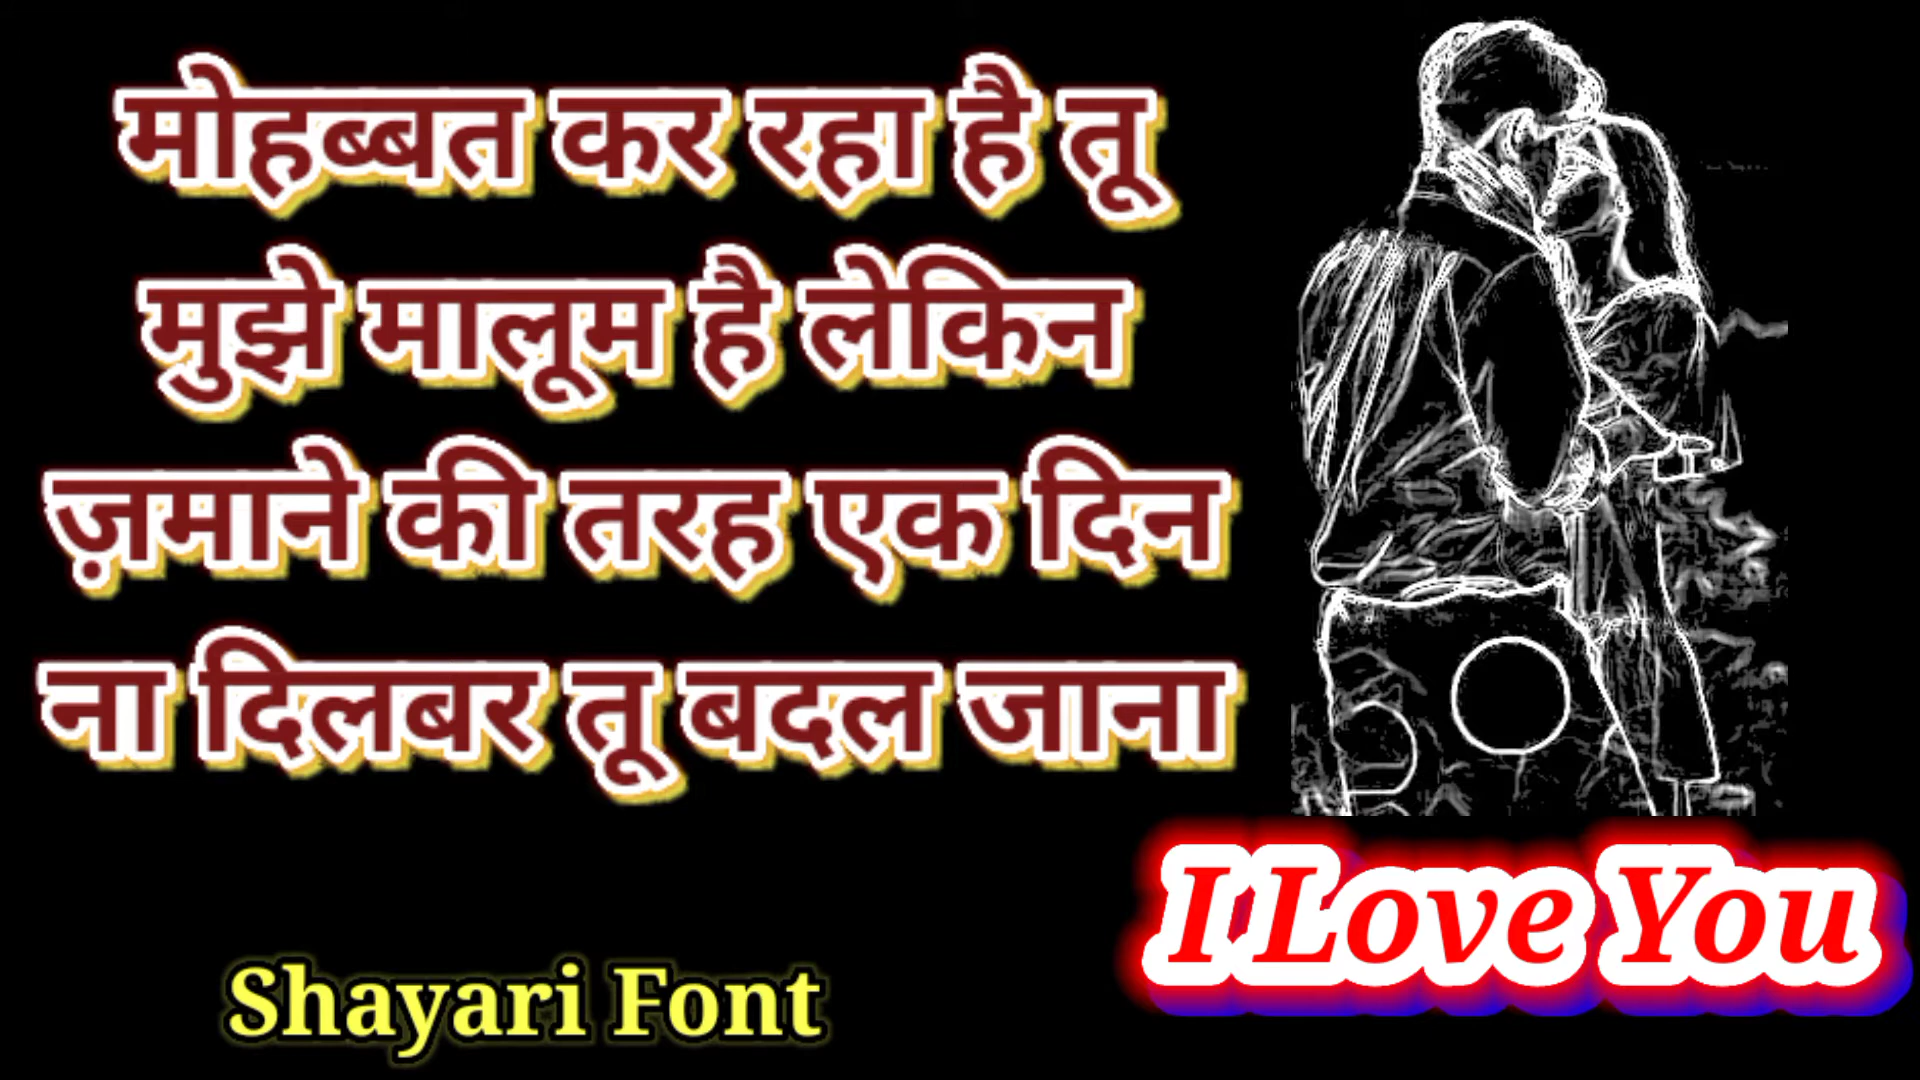 मोहब्बत कर रहा है तू
मुझे मालूम है लेकिन
ज़माने की तरह एक दिन
ना दिलबर तू बदल जाना
I Love You
Shayari Font